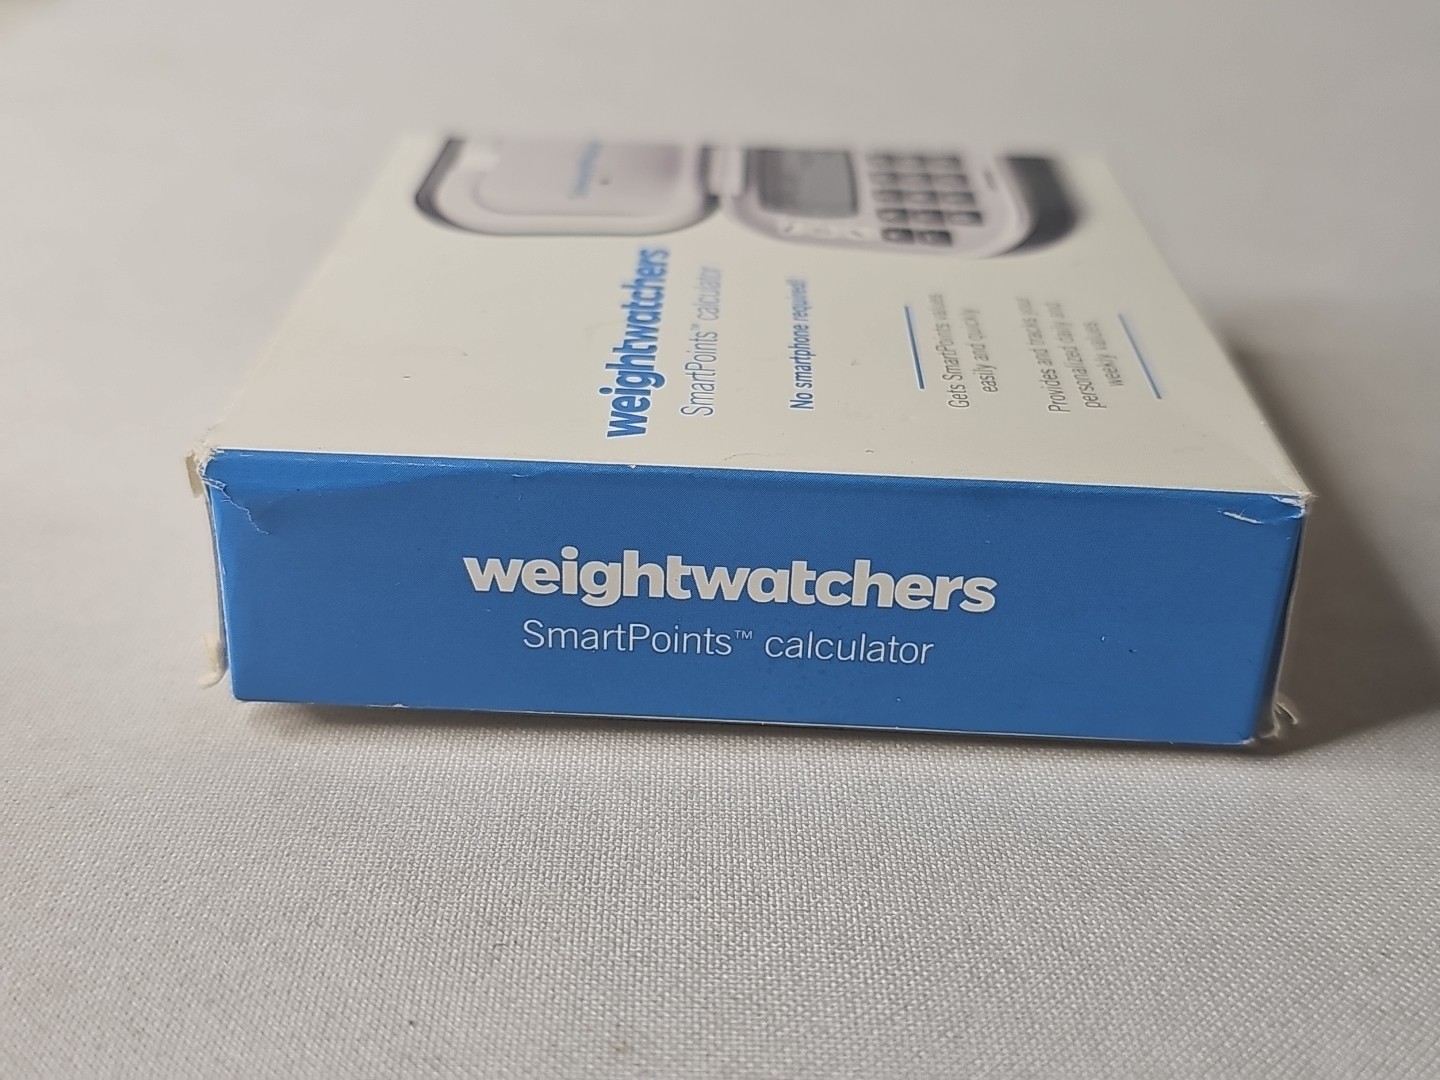 weightwatchers
SmartPoints™ calculator
No smartphone required!
Gets SmartPoints values
easily and quickly
Provides and tracks your
personalized daily and
weekly values.
weightwatchers
SmartPoints™ calculator